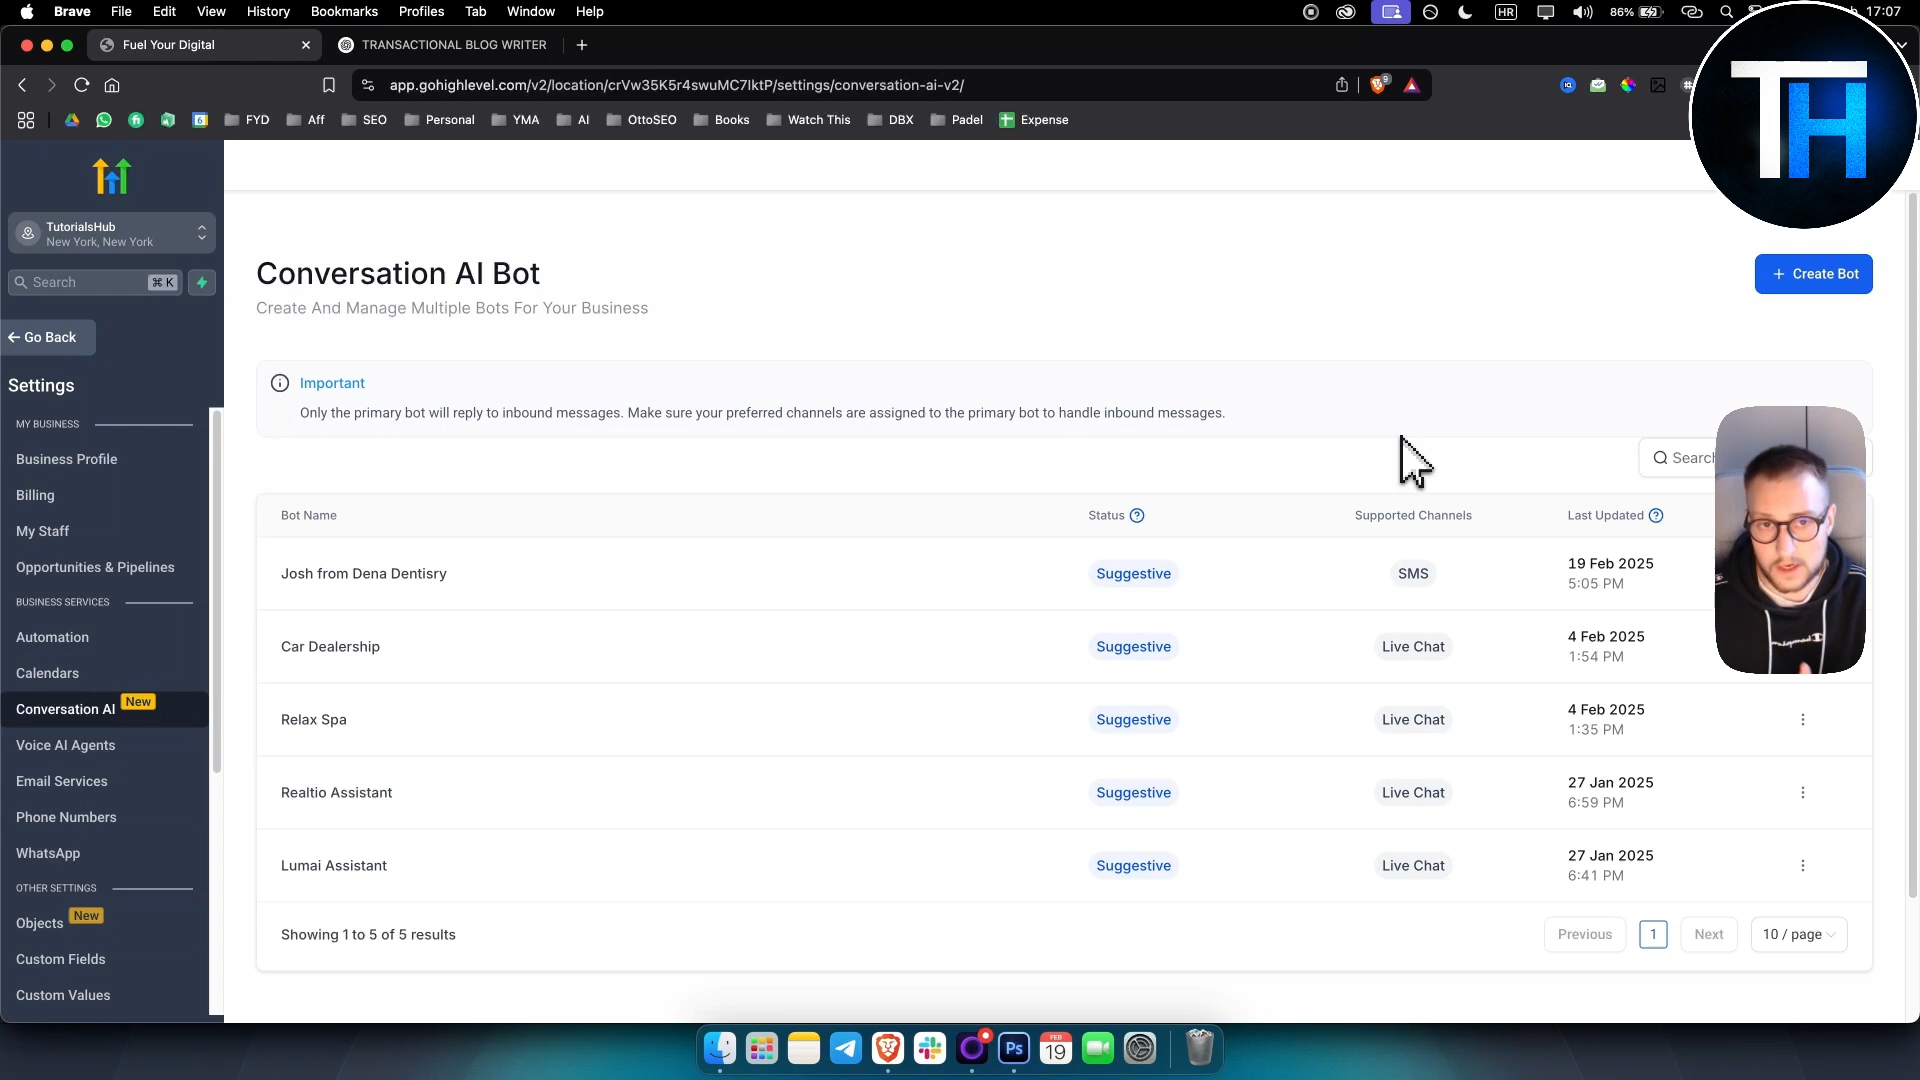 Brave File Edit View History Bookmarks Profiles Tab Window Help HR 86% 17:07
Fuel Your Digital TRANSACTIONAL BLOG WRITER
app.gohighlevel.com/v2/location/crVw35K5r4swuMC7IktP/settings/conversation-ai-v2/ 9
6 FYD Aff SEO Personal YMA AI OttoSEO Books Watch This DBX Padel Expense
TH
TutorialsHub
New York, New York
Search ⌘ K
← Go Back
Settings
MY BUSINESS
Business Profile
Billing
My Staff
Opportunities & Pipelines
BUSINESS SERVICES
Automation
Calendars
Conversation AI New
Voice AI Agents
Email Services
Phone Numbers
WhatsApp
OTHER SETTINGS
Objects New
Custom Fields
Custom Values
Conversation AI Bot
Create And Manage Multiple Bots For Your Business
+ Create Bot
Important
Only the primary bot will reply to inbound messages. Make sure your preferred channels are assigned to the primary bot to handle inbound messages.
Search
Bot Name Status Supported Channels Last Updated
Josh from Dena Dentisry Suggestive SMS 19 Feb 2025
5:05 PM
Car Dealership Suggestive Live Chat 4 Feb 2025
1:54 PM
Relax Spa Suggestive Live Chat 4 Feb 2025
1:35 PM
Realtio Assistant Suggestive Live Chat 27 Jan 2025
6:59 PM
Lumai Assistant Suggestive Live Chat 27 Jan 2025
6:41 PM
Showing 1 to 5 of 5 results
Previous 1 Next 10 / page
Ps FEB 19